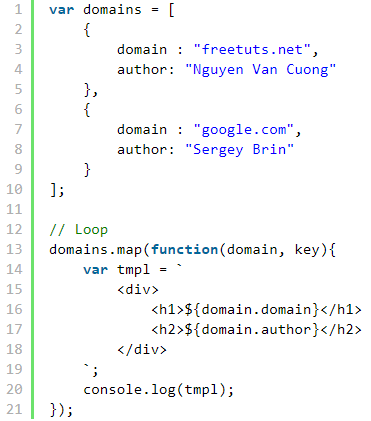 1 var domains = [
2     {
3         domain : "freetuts.net",
4         author: "Nguyen Van Cuong"
5     },
6     {
7         domain : "google.com",
8         author: "Sergey Brin"
9     }
10 ];
11
12 // Loop
13 domains.map(function(domain, key){
14     var tmpl = `
15         <div>
16             <h1>${domain.domain}</h1>
17             <h2>${domain.author}</h2>
18         </div>
19     `;
20     console.log(tmpl);
21 });